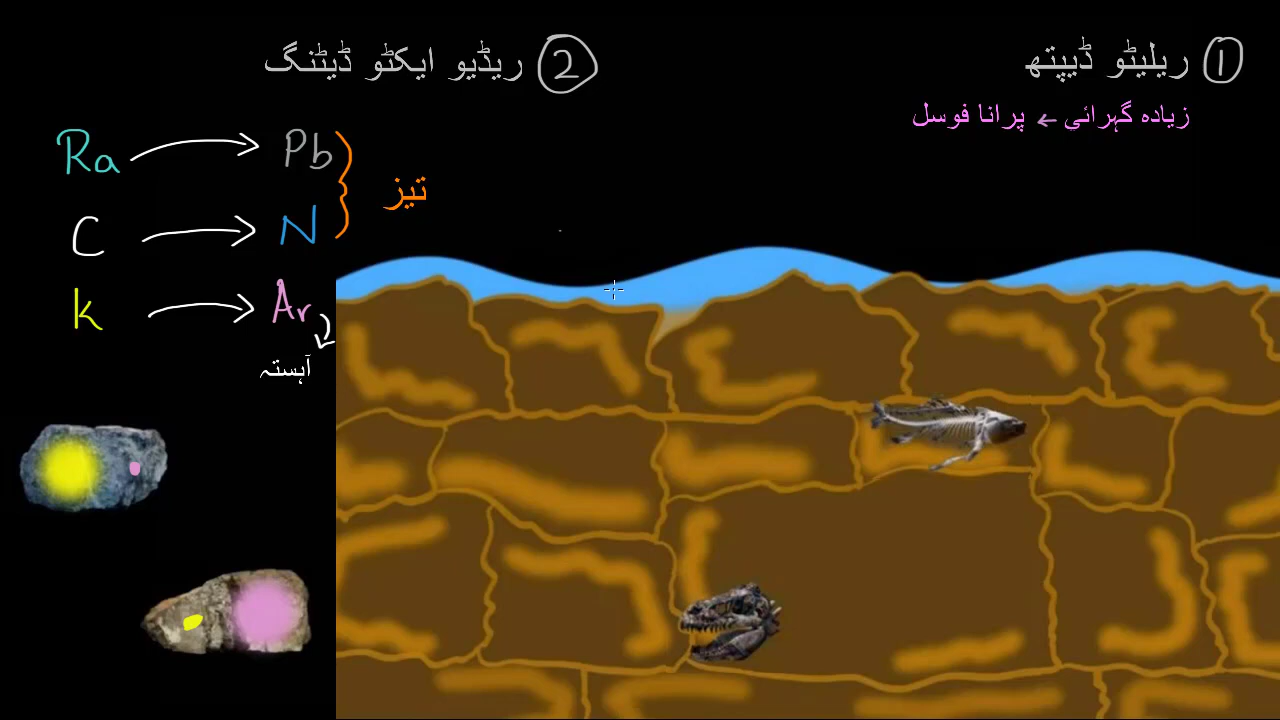 ① ریلیٹو ڈیپتھ
زیادہ گہرائی ← پرانا فوسل
② ریڈیو ایکٹو ڈیٹنگ
Ra → Pb
C → N
تیز
k → Ar
آہستہ